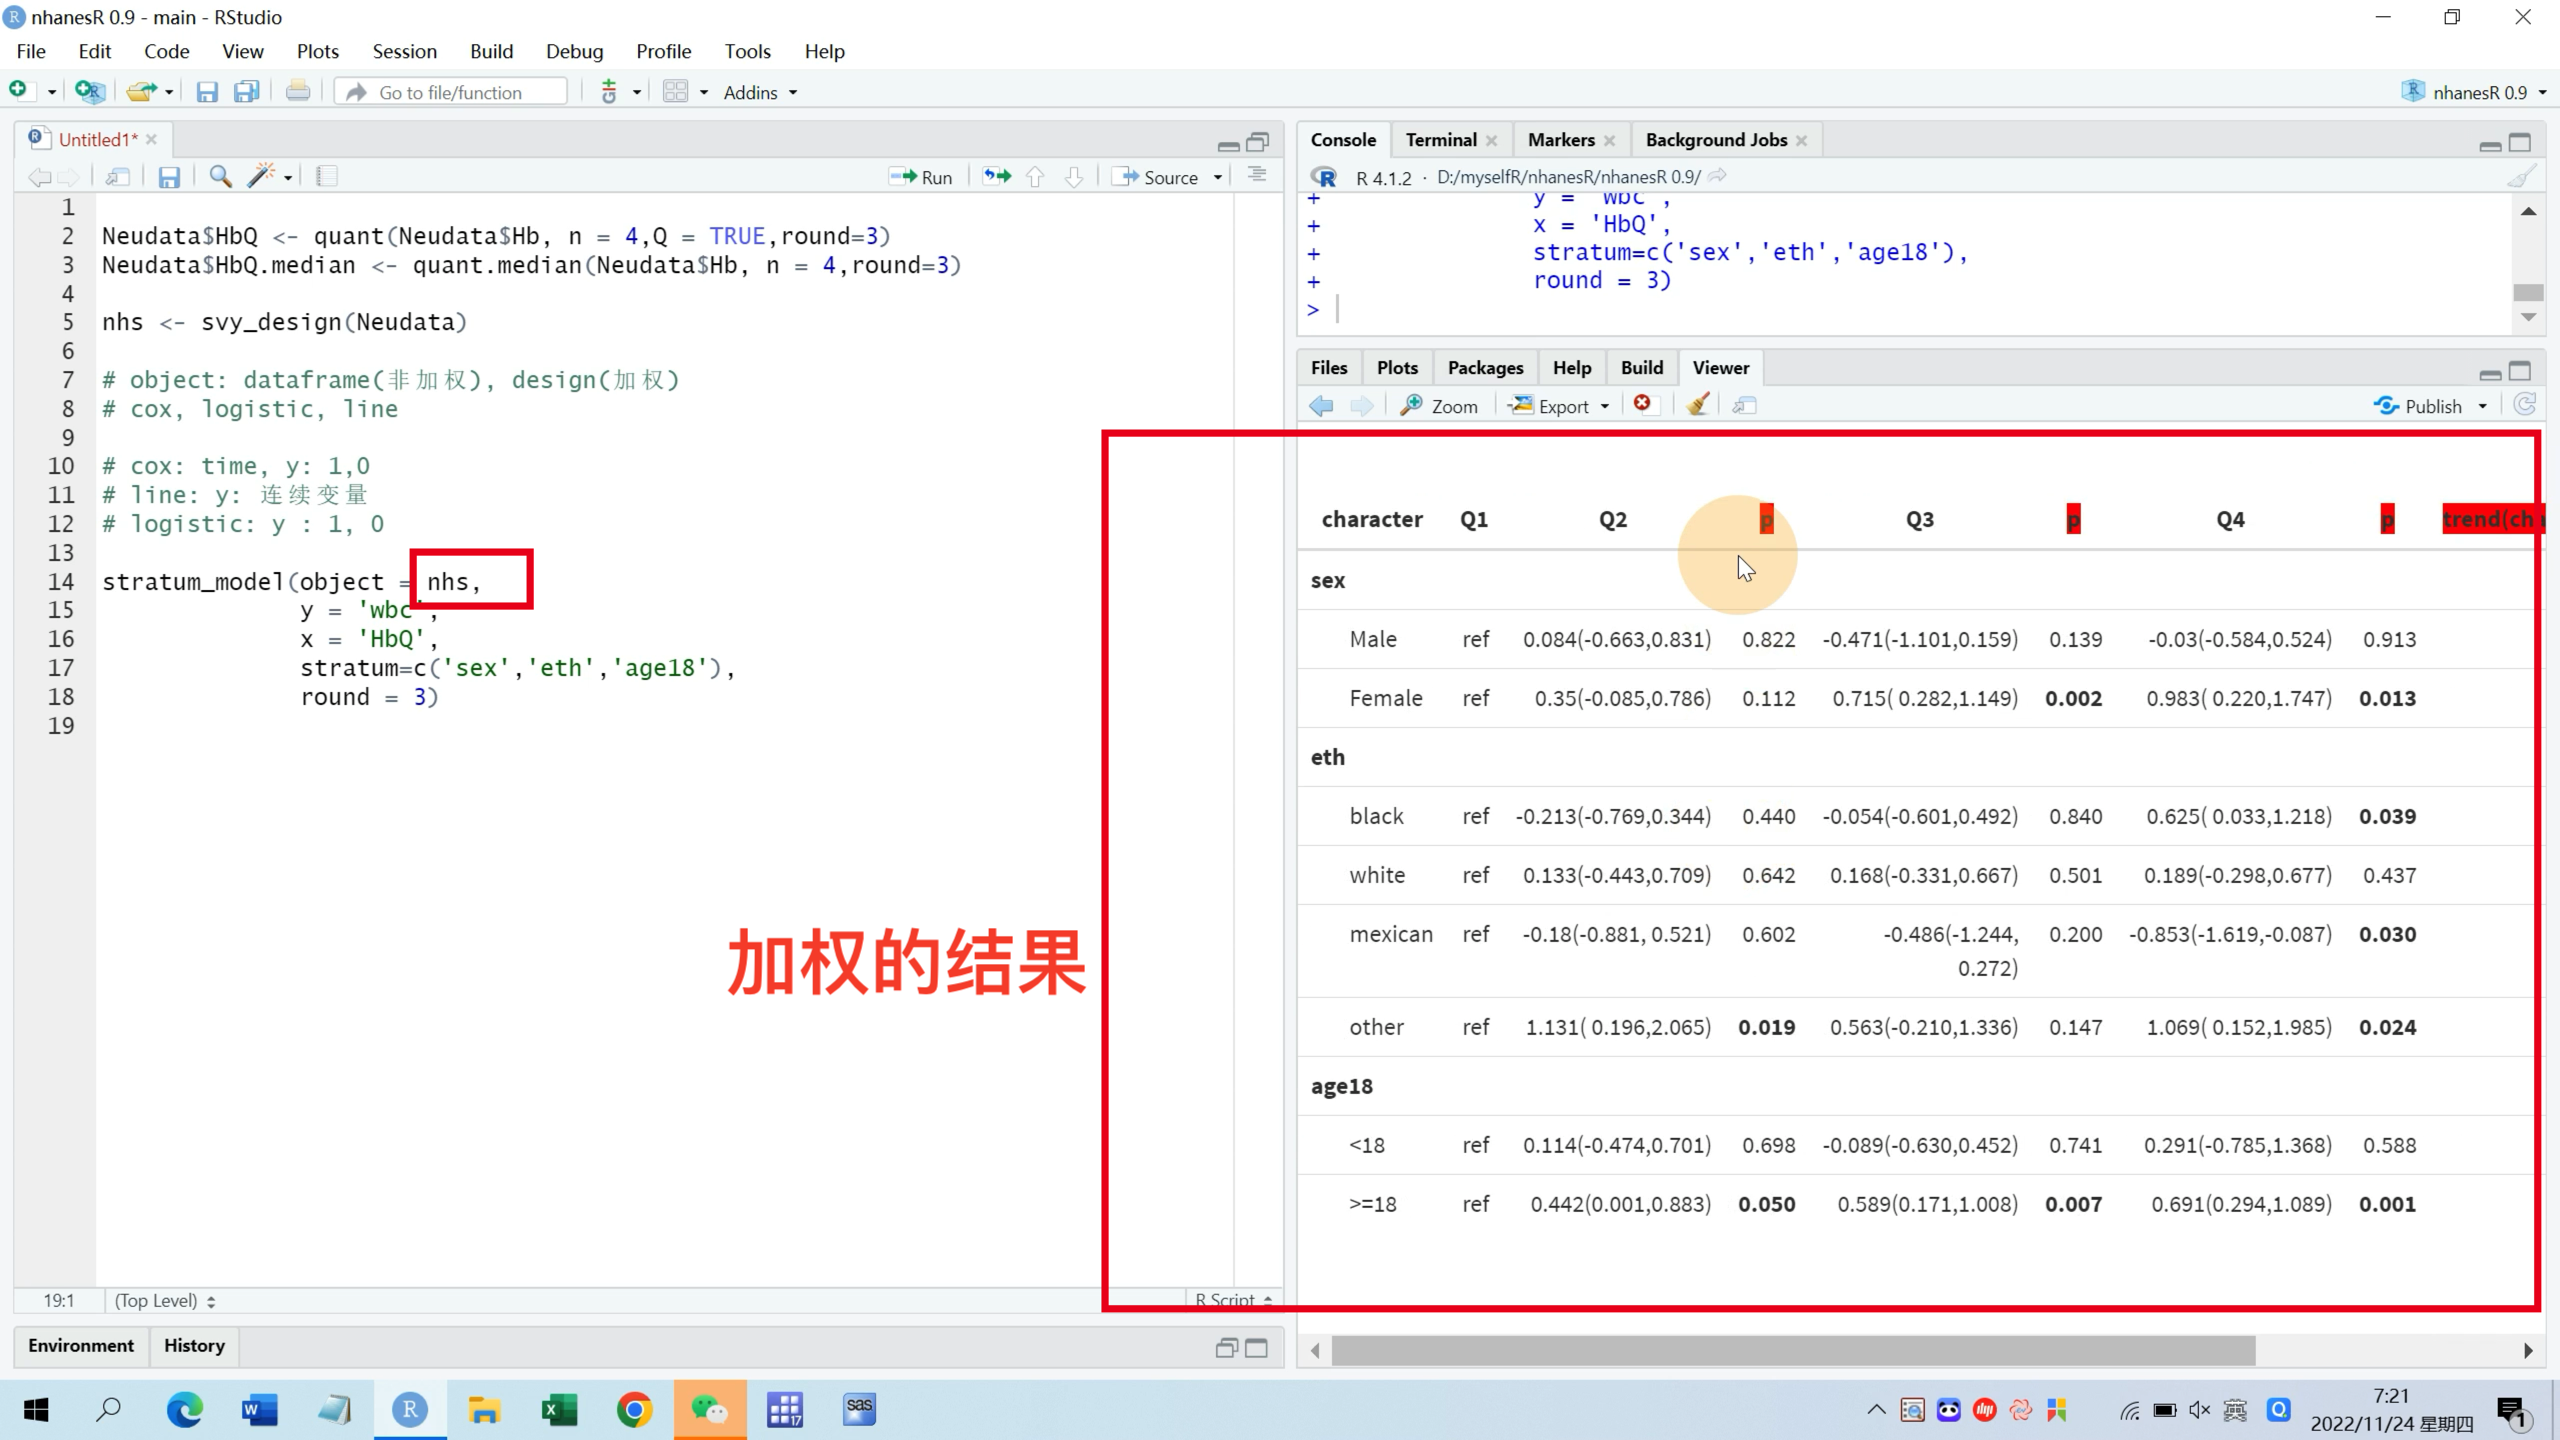 nhanesR 0.9 - main - RStudio
File Edit Code View Plots Session Build Debug Profile Tools Help
Go to file/function Addins nhanesR 0.9
Untitled1*
Run Source
1
2 Neudata$HbQ <- quant(Neudata$Hb, n = 4,Q = TRUE,round=3)
3 Neudata$HbQ.median <- quant.median(Neudata$Hb, n = 4,round=3)
4
5 nhs <- svy_design(Neudata)
6
7 # object: dataframe(非加权), design(加权)
8 # cox, logistic, line
9
10 # cox: time, y: 1,0
11 # line: y: 连续变量
12 # logistic: y : 1, 0
13
14 stratum_model(object = nhs,
15 y = 'wbc',
16 x = 'HbQ',
17 stratum=c('sex','eth','age18'),
18 round = 3)
19
加权的结果
19:1 (Top Level) R Script
Environment History
Console Terminal Markers Background Jobs
R 4.1.2 · D:/myselfR/nhanesR/nhanesR 0.9/
+ y = 'wbc',
+ x = 'HbQ',
+ stratum=c('sex','eth','age18'),
+ round = 3)
>
Files Plots Packages Help Build Viewer
Zoom Export Publish
character Q1 Q2 p Q3 p Q4 p trend(ch
sex
Male ref 0.084(-0.663,0.831) 0.822 -0.471(-1.101,0.159) 0.139 -0.03(-0.584,0.524) 0.913
Female ref 0.35(-0.085,0.786) 0.112 0.715( 0.282,1.149) 0.002 0.983( 0.220,1.747) 0.013
eth
black ref -0.213(-0.769,0.344) 0.440 -0.054(-0.601,0.492) 0.840 0.625( 0.033,1.218) 0.039
white ref 0.133(-0.443,0.709) 0.642 0.168(-0.331,0.667) 0.501 0.189(-0.298,0.677) 0.437
mexican ref -0.18(-0.881, 0.521) 0.602 -0.486(-1.244, 0.200 -0.853(-1.619,-0.087) 0.030
0.272)
other ref 1.131( 0.196,2.065) 0.019 0.563(-0.210,1.336) 0.147 1.069( 0.152,1.985) 0.024
age18
<18 ref 0.114(-0.474,0.701) 0.698 -0.089(-0.630,0.452) 0.741 0.291(-0.785,1.368) 0.588
>=18 ref 0.442(0.001,0.883) 0.050 0.589(0.171,1.008) 0.007 0.691(0.294,1.089) 0.001
17 sas 英
7:21
2022/11/24 星期四
1